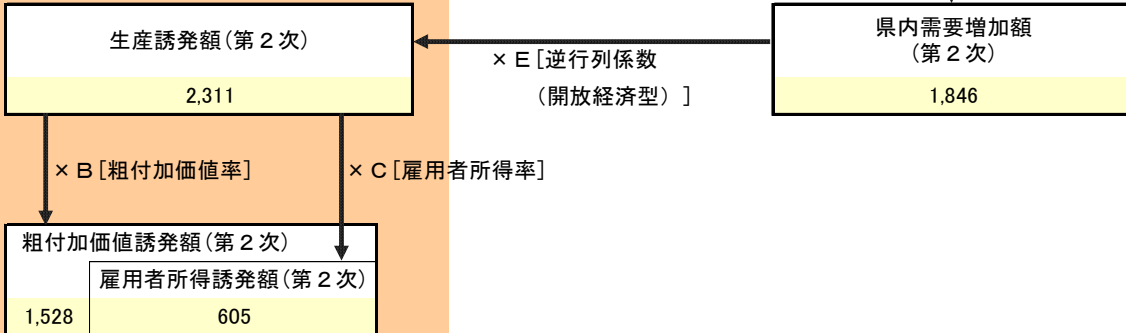 生産誘発額(第２次)
2,311
県内需要増加額
(第２次)
1,846
× Ｅ[逆行列係数
(開放経済型) ]
× Ｂ[粗付加価値率]
× Ｃ[雇用者所得率]
粗付加価値誘発額(第２次)
雇用者所得誘発額(第２次)
1,528
605